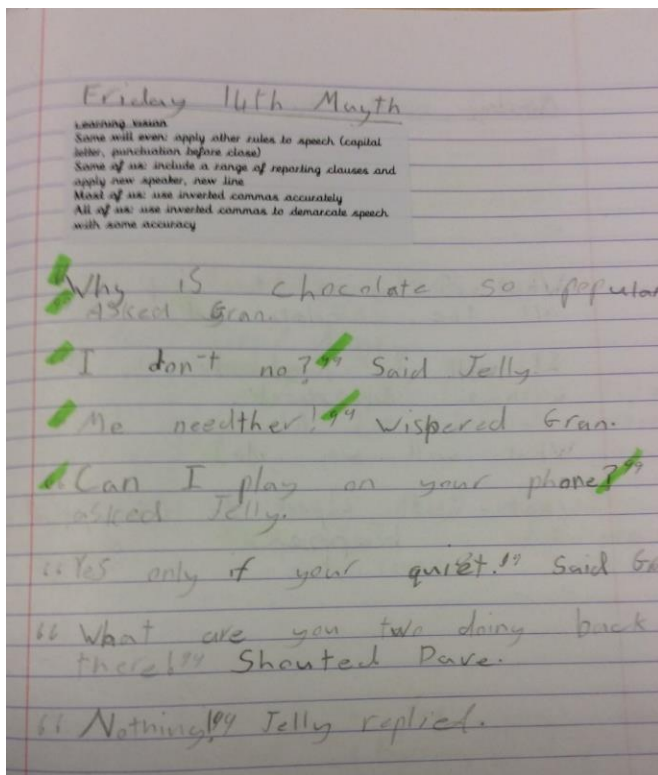 Friday 14th Mayth
Learning vision
Some will even: apply other rules to speech (capital
letter, punctuation before close)
Some of us: include a range of reporting clauses and
apply new speaker, new line
Most of us: use inverted commas accurately
All of us: use inverted commas to demarcate speech
with some accuracy
"Why is chocolate so popular
Asked Gran.
"I don't no?" Said Jelly.
"Me needther!" Wispered Gran.
"Can I play on your phone?"
asked Jelly.
"Yes only if your quiet." Said
"What are you two doing back
there!" Shouted Dave.
"Nothing!" Jelly replied.